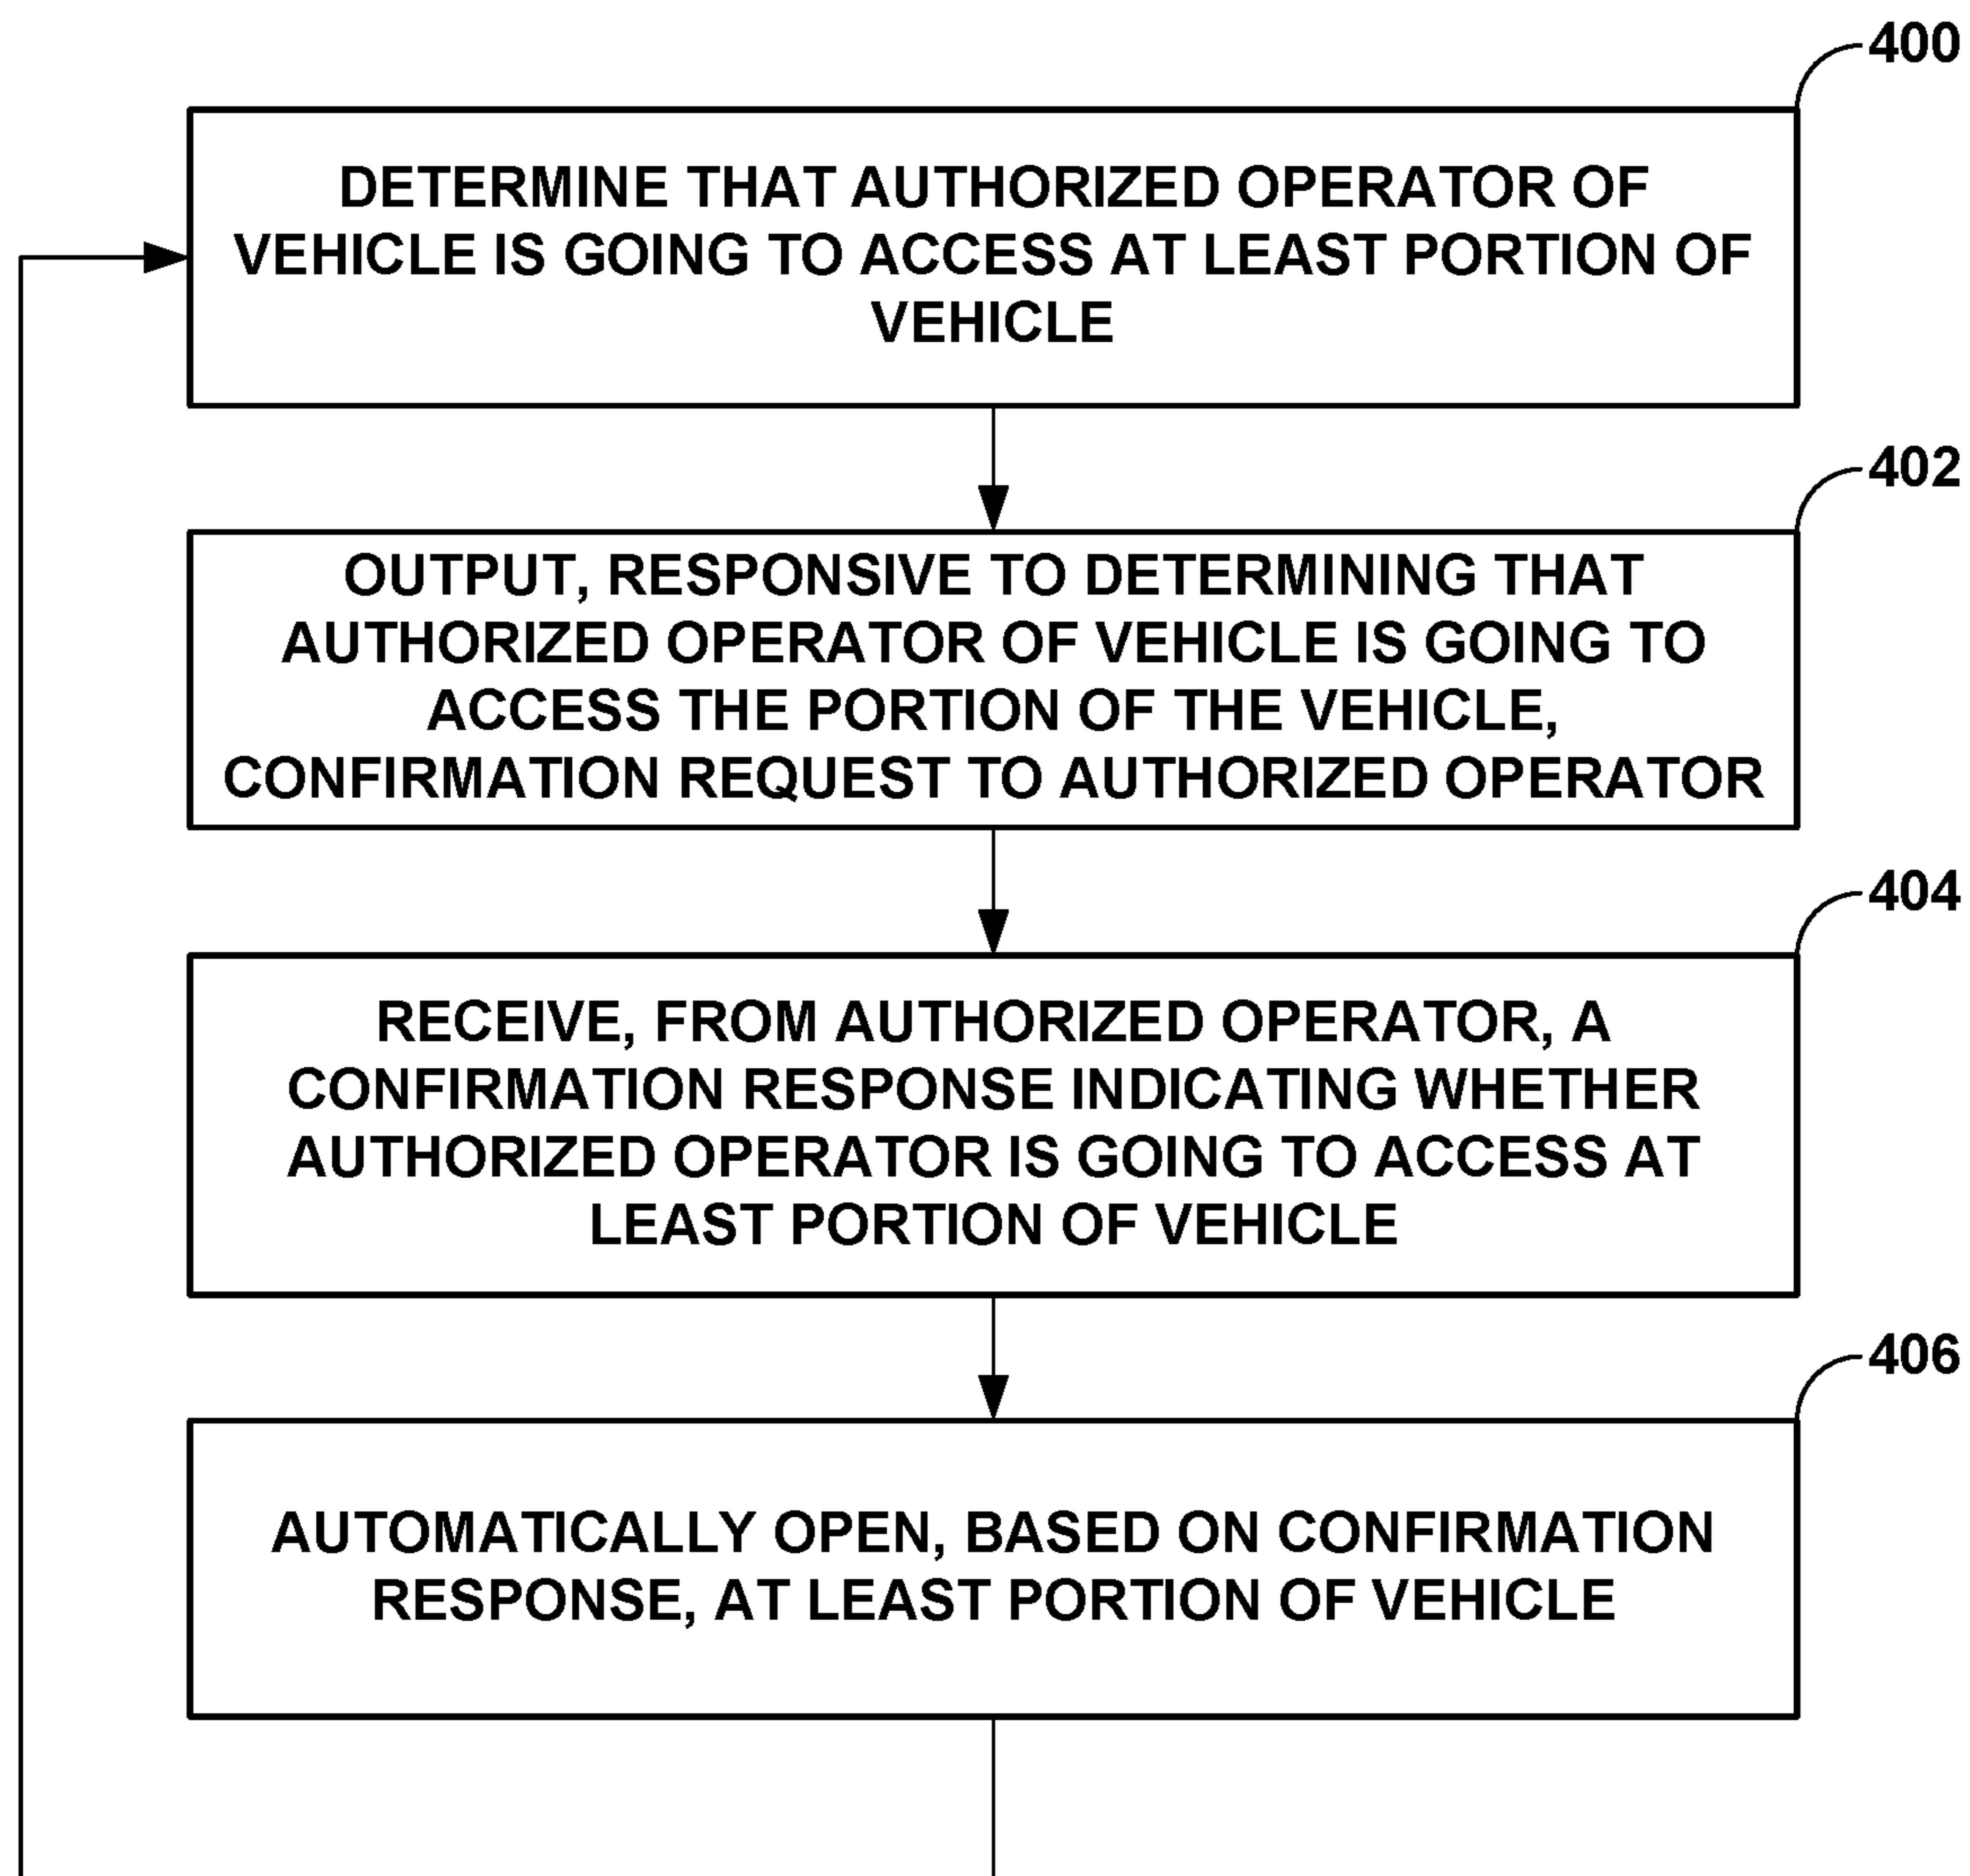 400
DETERMINE THAT AUTHORIZED OPERATOR OF
VEHICLE IS GOING TO ACCESS AT LEAST PORTION OF
VEHICLE
402
OUTPUT, RESPONSIVE TO DETERMINING THAT
AUTHORIZED OPERATOR OF VEHICLE IS GOING TO
ACCESS THE PORTION OF THE VEHICLE,
CONFIRMATION REQUEST TO AUTHORIZED OPERATOR
404
RECEIVE, FROM AUTHORIZED OPERATOR, A
CONFIRMATION RESPONSE INDICATING WHETHER
AUTHORIZED OPERATOR IS GOING TO ACCESS AT
LEAST PORTION OF VEHICLE
406
AUTOMATICALLY OPEN, BASED ON CONFIRMATION
RESPONSE, AT LEAST PORTION OF VEHICLE